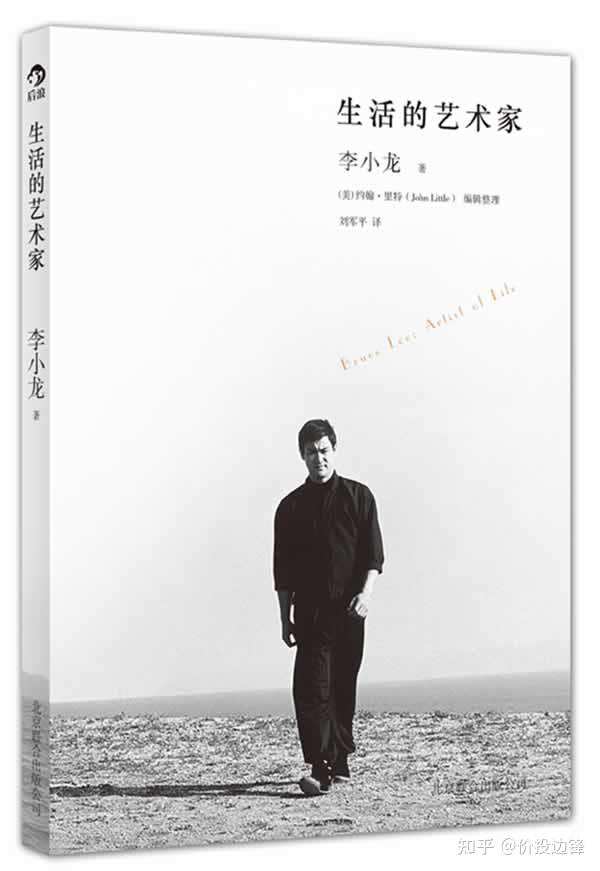 后浪
生活的艺术家
李小龙
著
北京联合出版公司
生活的艺术家
李小龙 著
(美)约翰·里特(John Little) 编辑整理
刘军平 译
Bruce Lee: Artist of Life
北京联合出版公司
知乎 @价投边锋